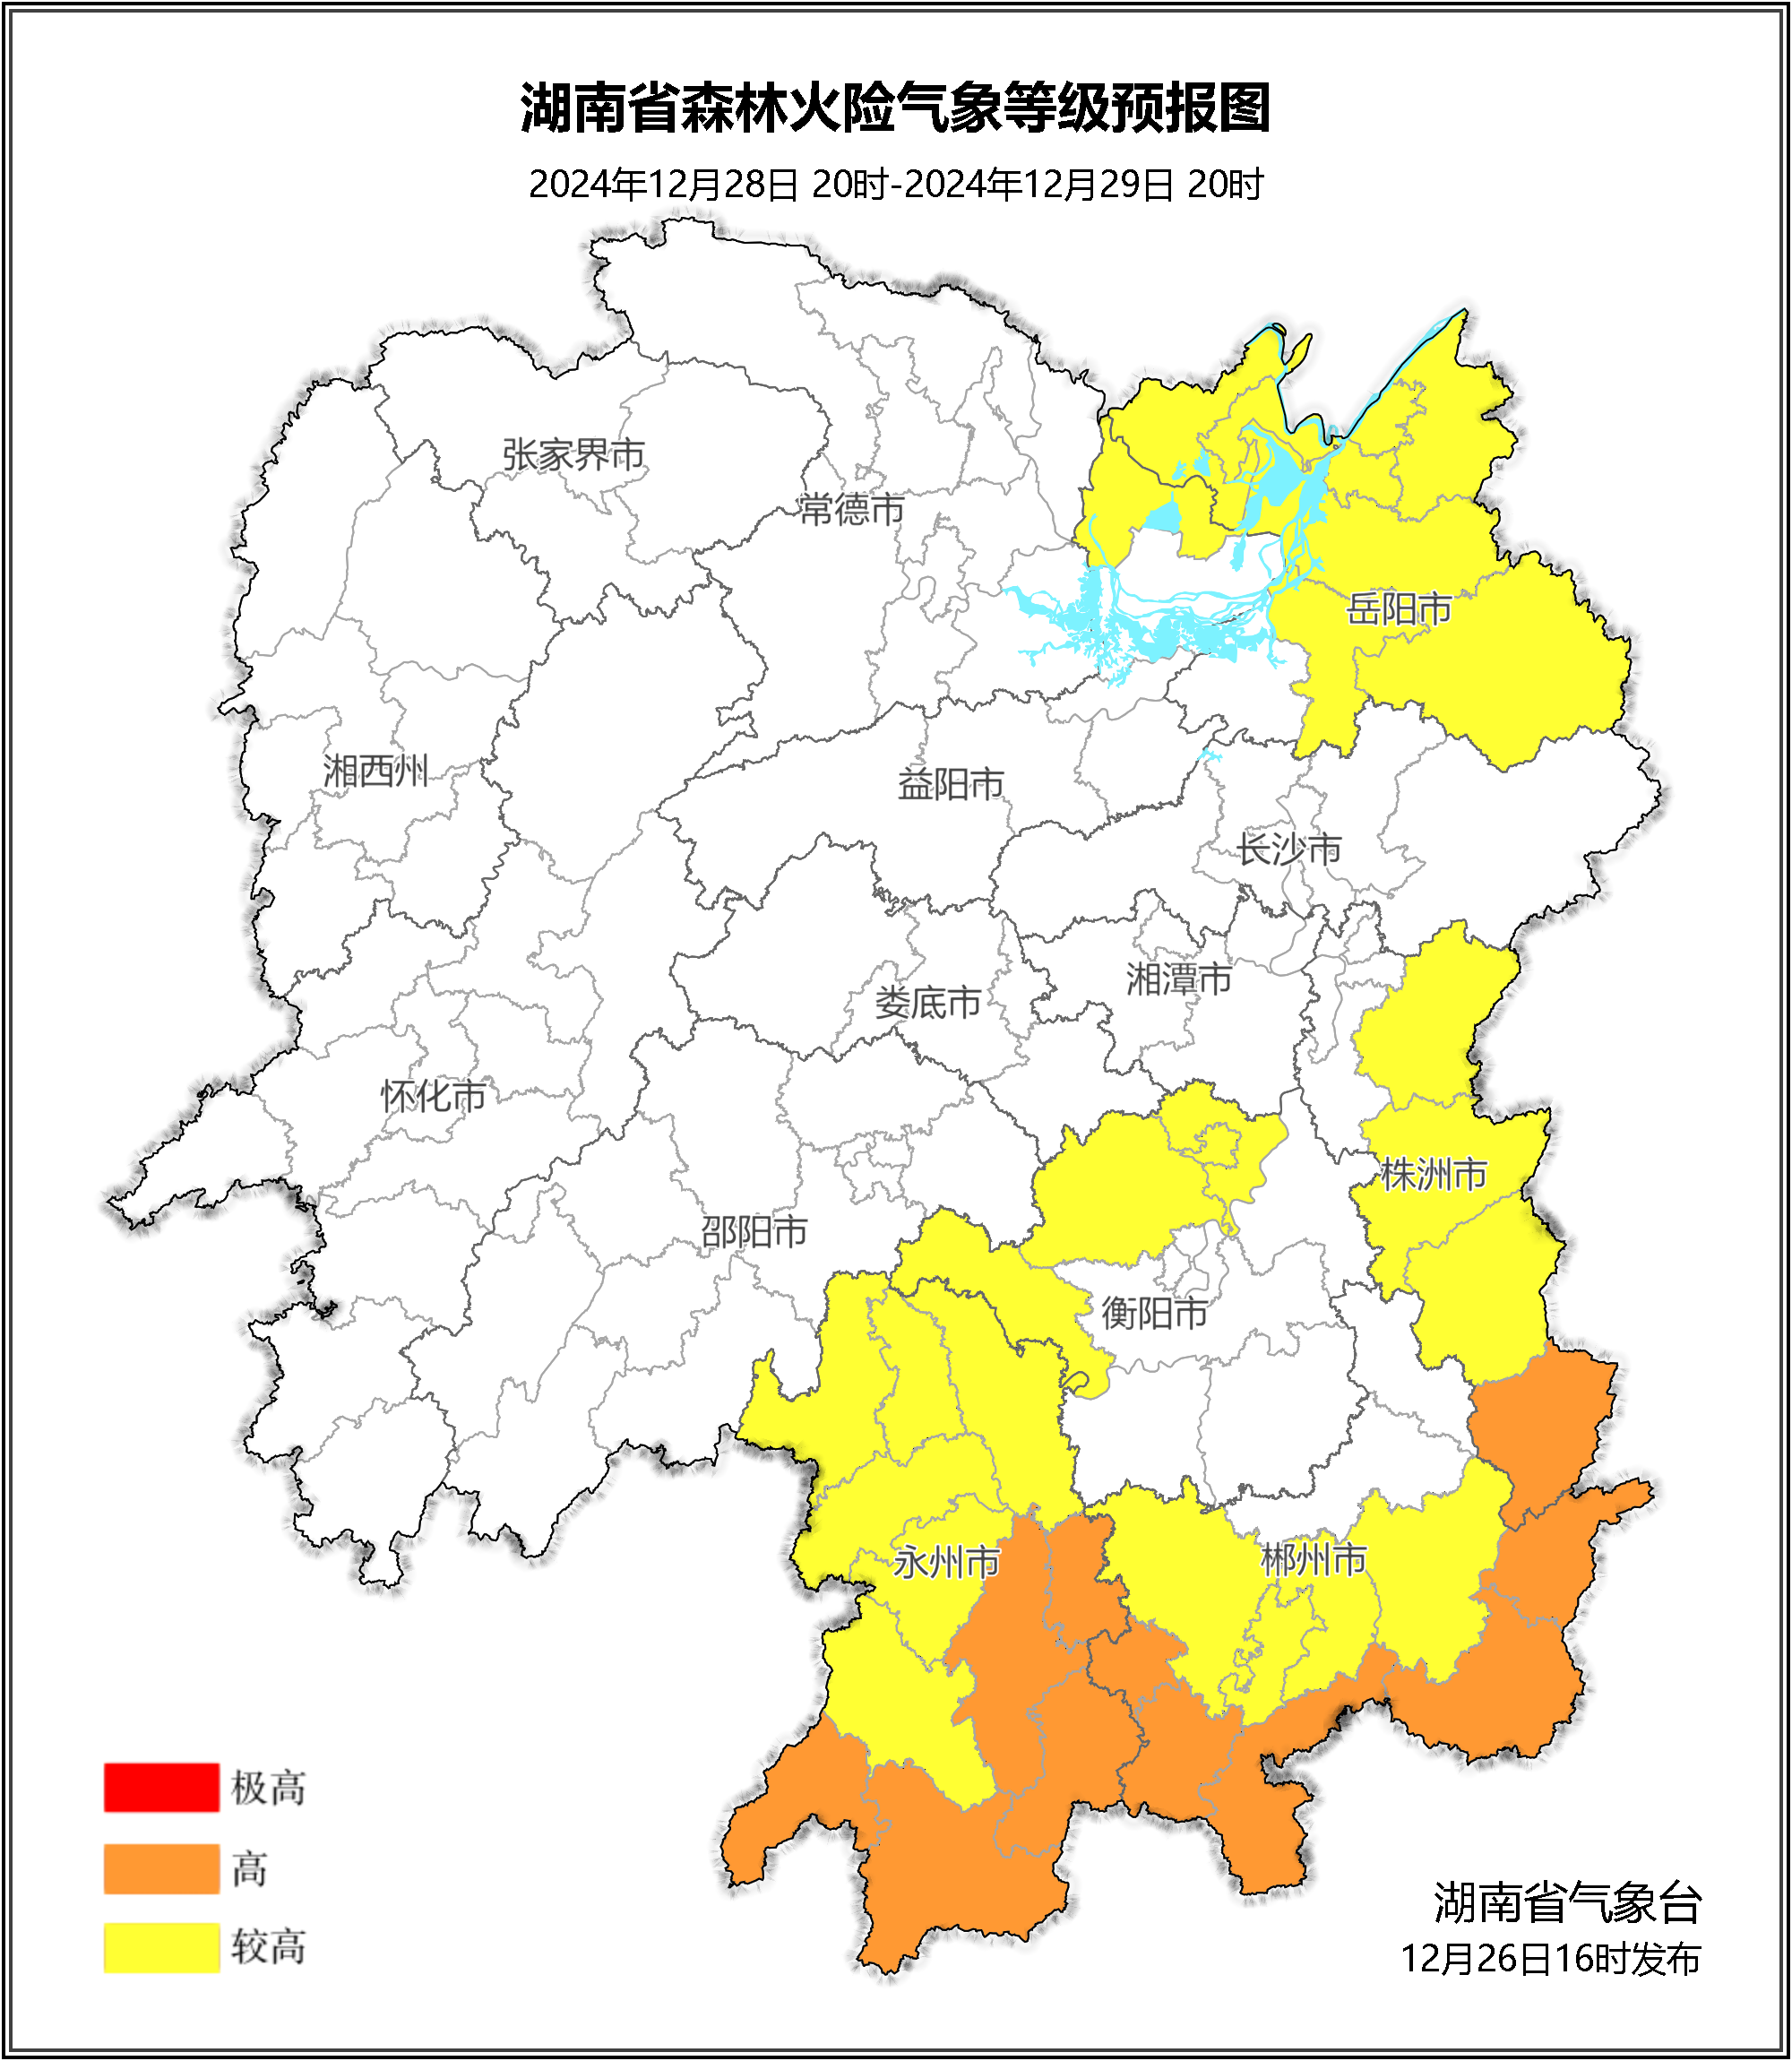 湖南省森林火险气象等级预报图
2024年12月28日 20时-2024年12月29日 20时
张家界市
常德市
岳阳市
湘西州
益阳市
长沙市
湘潭市
娄底市
怀化市
株洲市
邵阳市
衡阳市
永州市
郴州市
极高
高
较高
湖南省气象台
12月26日16时发布